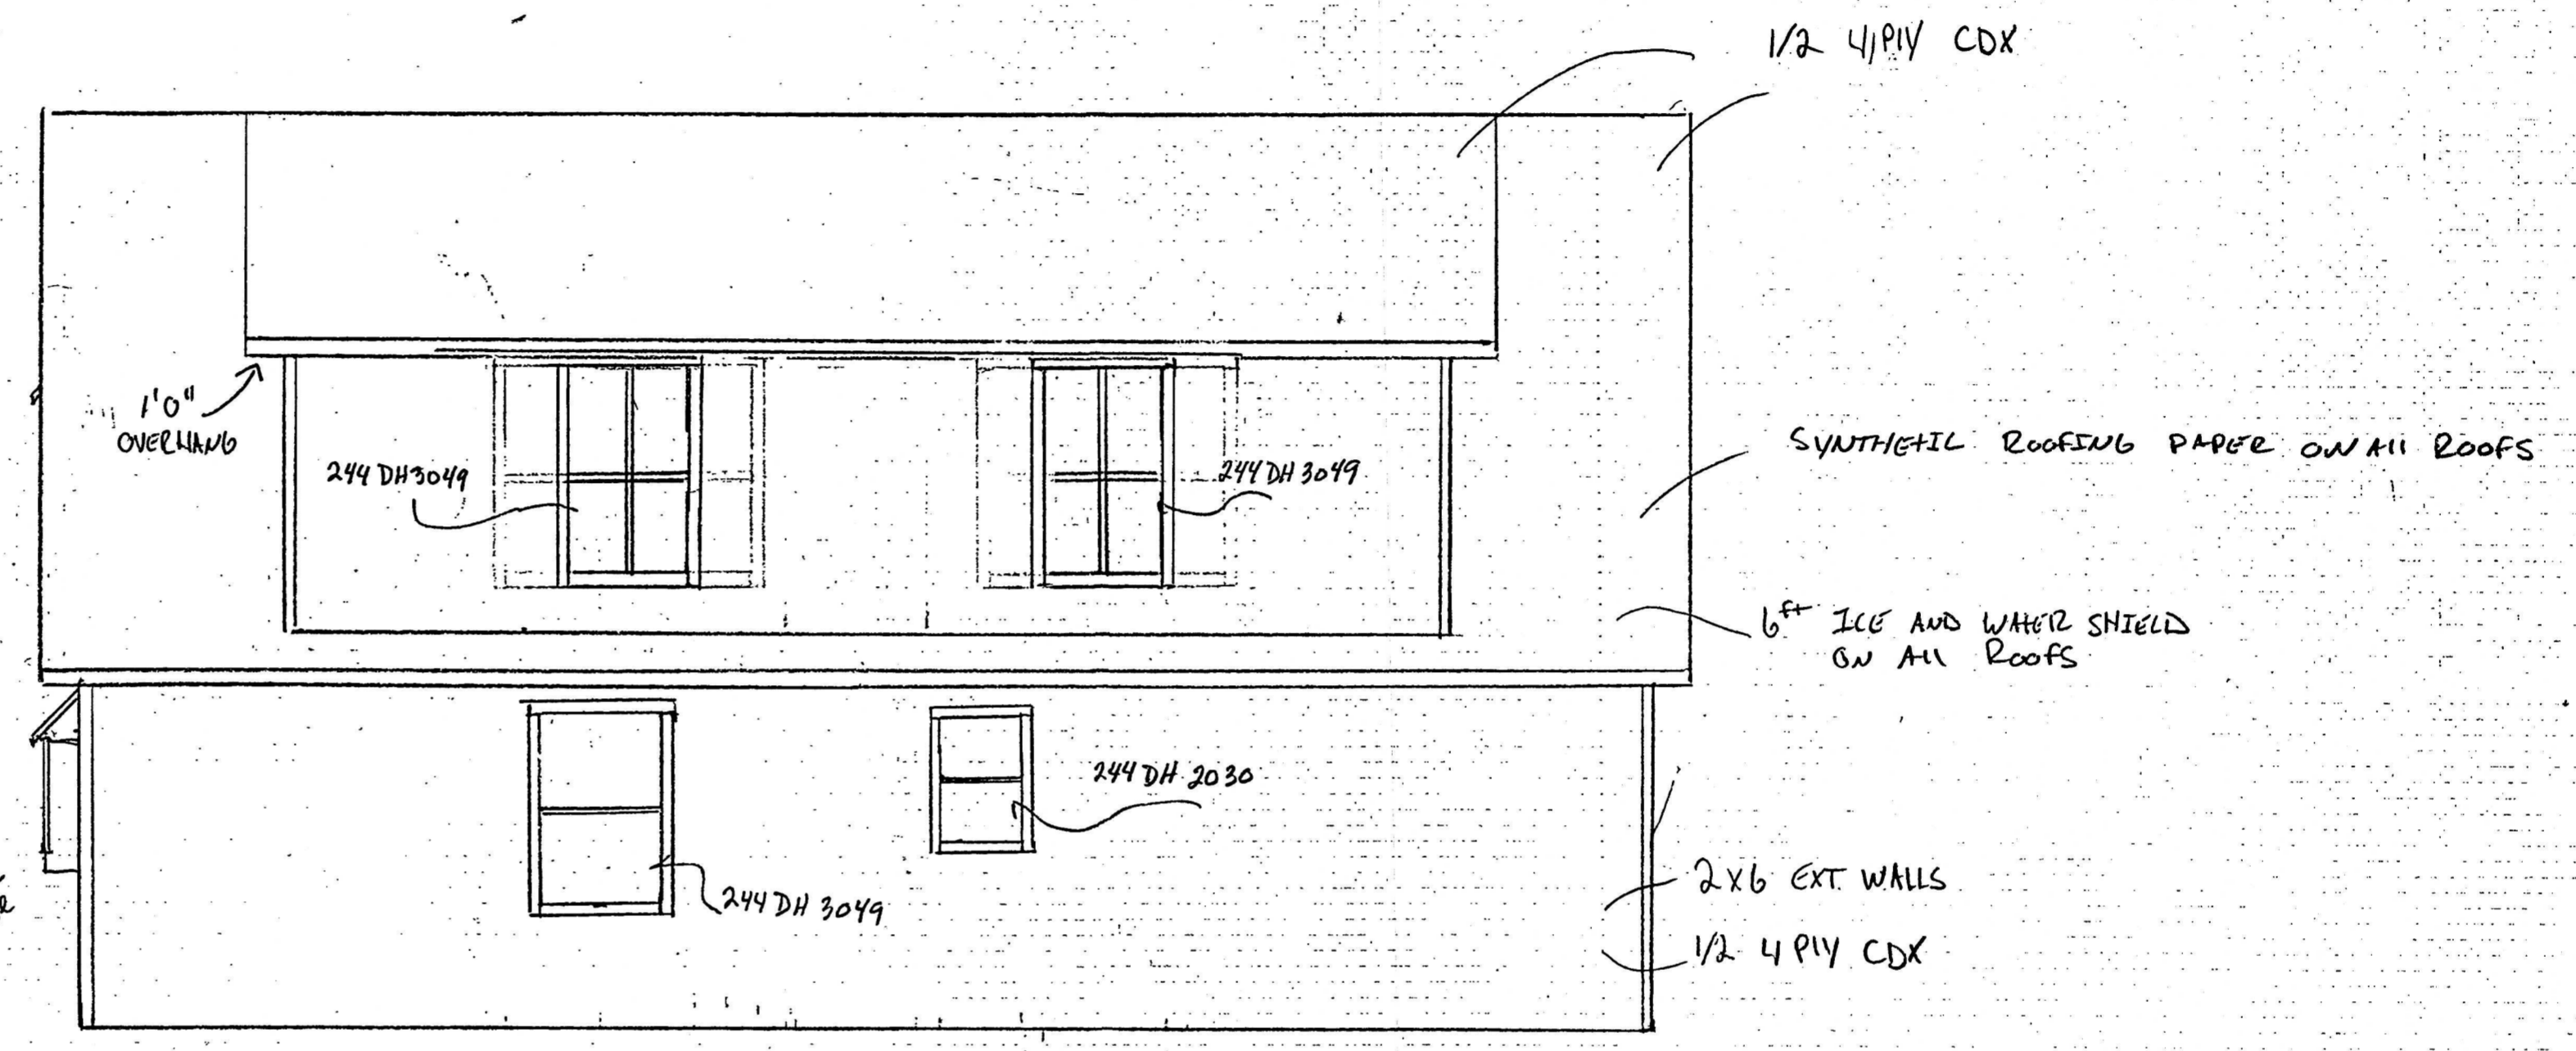 1/2 4 PlY CDX
1'0"
OVERHANG
244 DH 3049
244 DH 3049
SYNTHETIC ROOFING PAPER ON All ROOFS
6ft ICE AND WATER SHIELD
ON All ROOFS
244 DH 2030
244 DH 3049
2x6 EXT. WALLS
1/2 4 PlY CDX